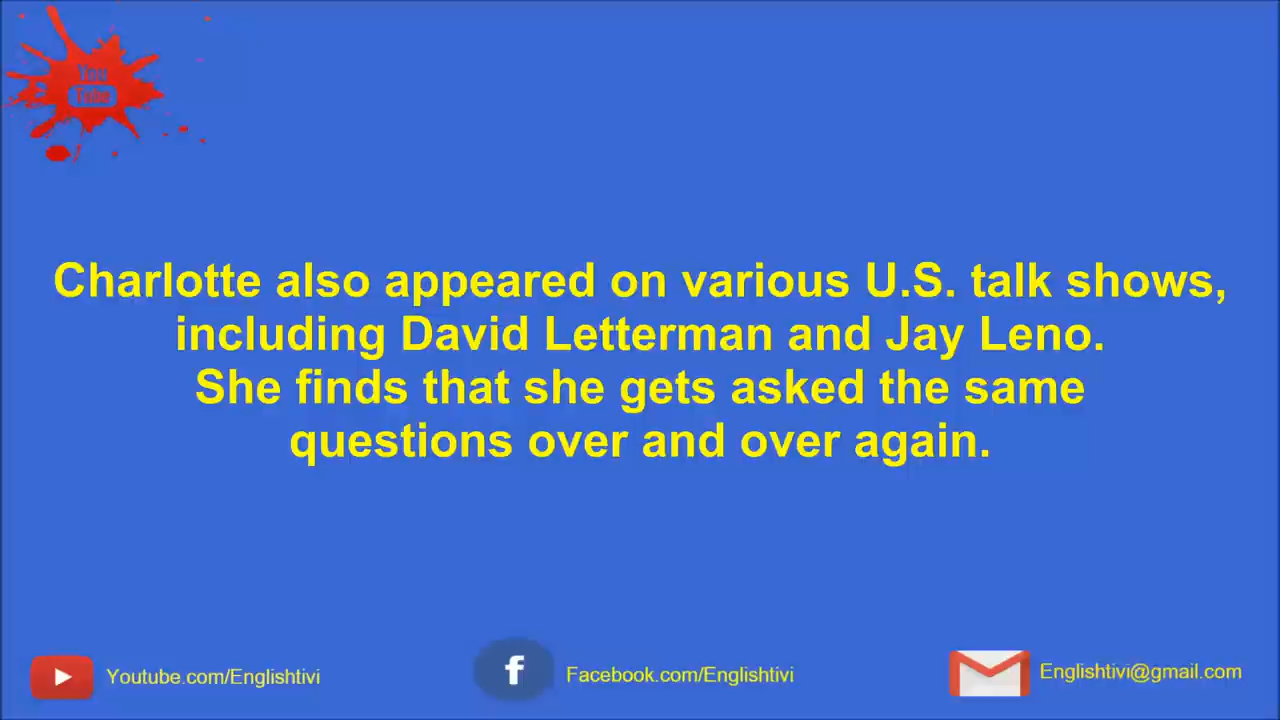 You
Tube
Charlotte also appeared on various U.S. talk shows,
including David Letterman and Jay Leno.
She finds that she gets asked the same
questions over and over again.
Youtube.com/Englishtivi
f
Facebook.com/Englishtivi
Englishtivi@gmail.com